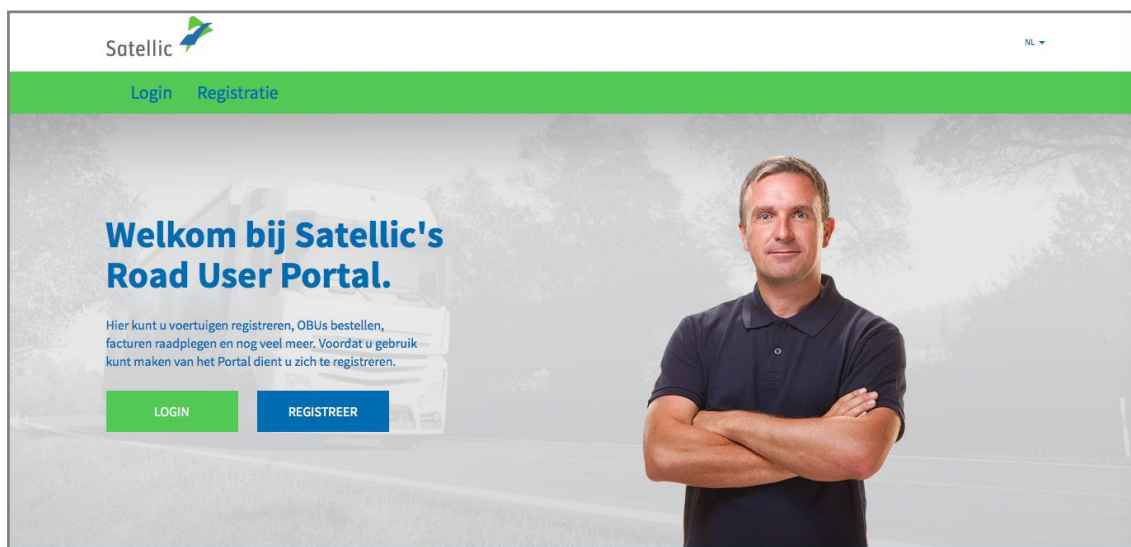 Satellic
NL
Login Registratie
Welkom bij Satellic's
Road User Portal.
Hier kunt u voertuigen registreren, OBUs bestellen,
facturen raadplegen en nog veel meer. Voordat u gebruik
kunt maken van het Portal dient u zich te registreren.
LOGIN REGISTREER